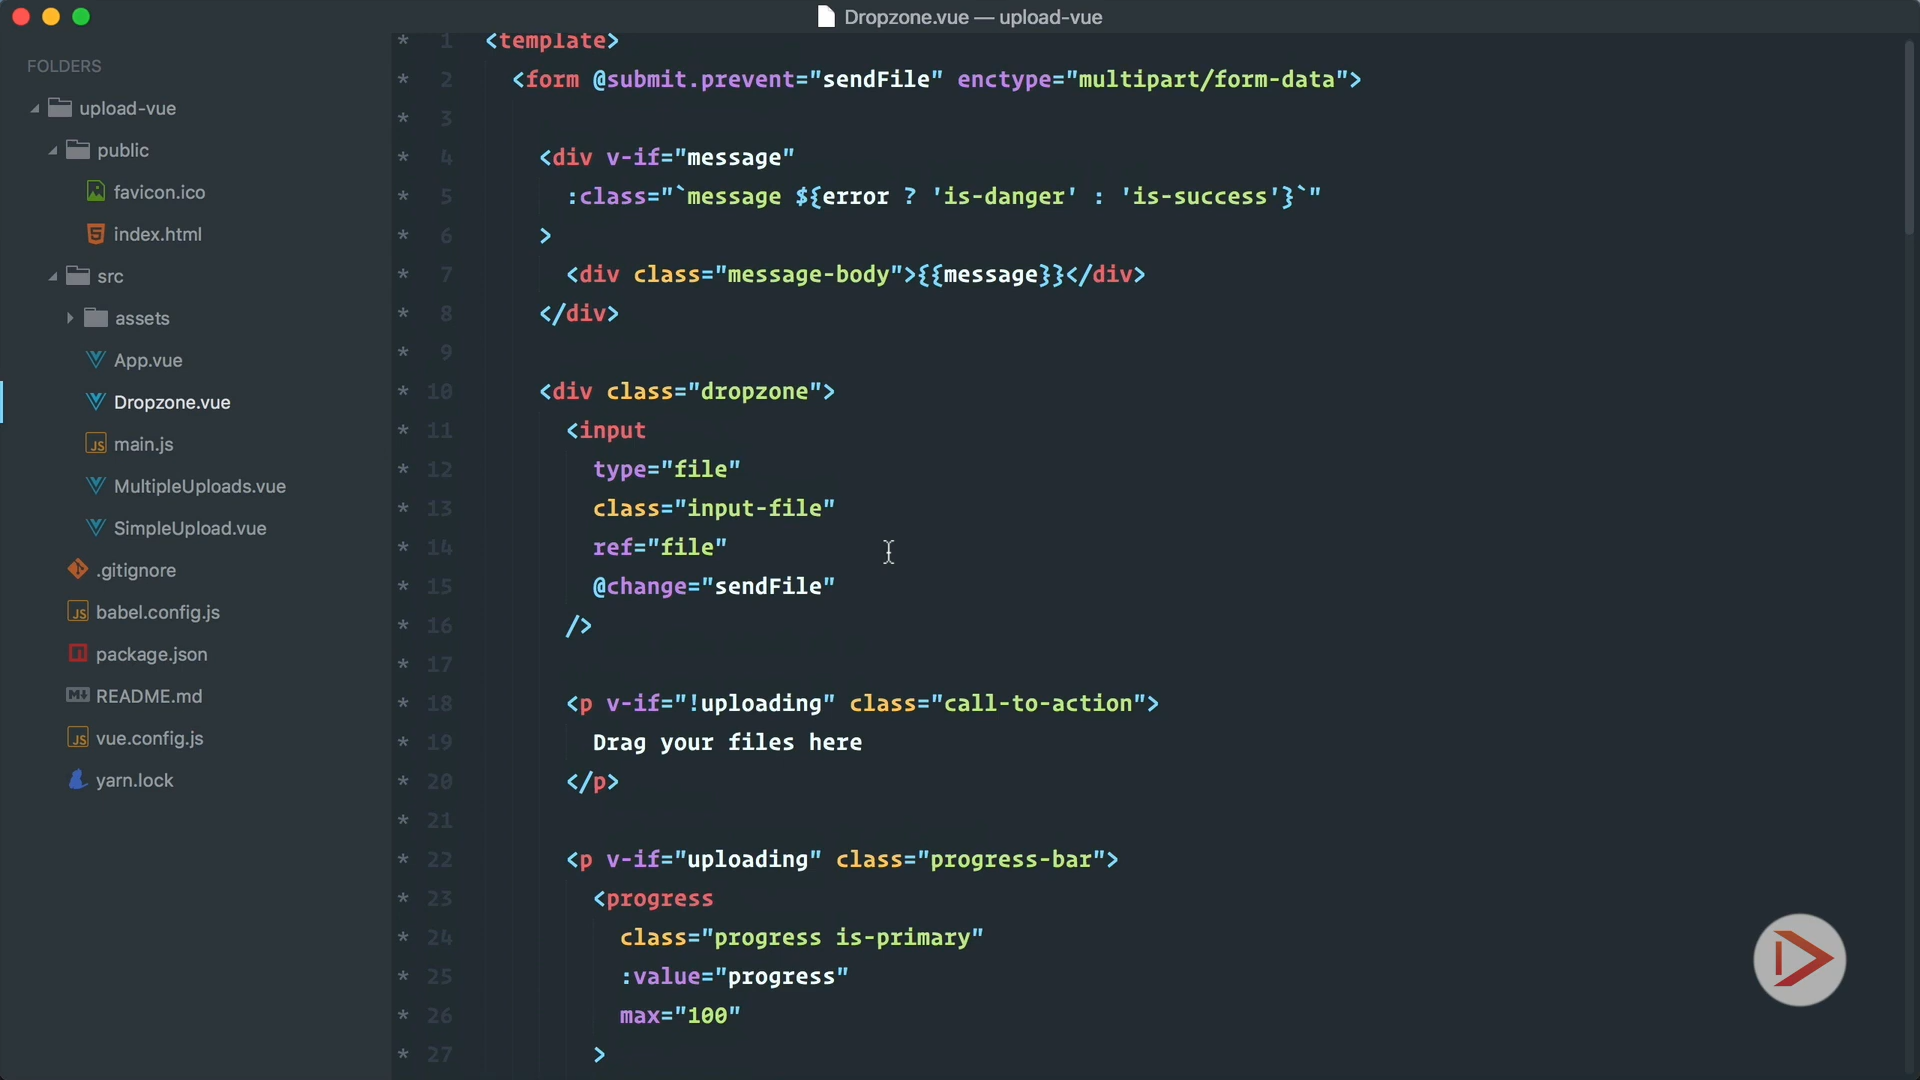 Dropzone.vue — upload-vue
FOLDERS
upload-vue
public
favicon.ico
index.html
src
assets
App.vue
Dropzone.vue
JS main.js
MultipleUploads.vue
SimpleUpload.vue
.gitignore
JS babel.config.js
package.json
README.md
JS vue.config.js
yarn.lock
* 1 <template>
* 2 <form @submit.prevent="sendFile" enctype="multipart/form-data">
* 3
* 4 <div v-if="message"
* 5 :class="`message ${error ? 'is-danger' : 'is-success'}`"
* 6 >
* 7 <div class="message-body">{{message}}</div>
* 8 </div>
* 9
* 10 <div class="dropzone">
* 11 <input
* 12 type="file"
* 13 class="input-file"
* 14 ref="file"
* 15 @change="sendFile"
* 16 />
* 17
* 18 <p v-if="!uploading" class="call-to-action">
* 19 Drag your files here
* 20 </p>
* 21
* 22 <p v-if="uploading" class="progress-bar">
* 23 <progress
* 24 class="progress is-primary"
* 25 :value="progress"
* 26 max="100"
* 27 >